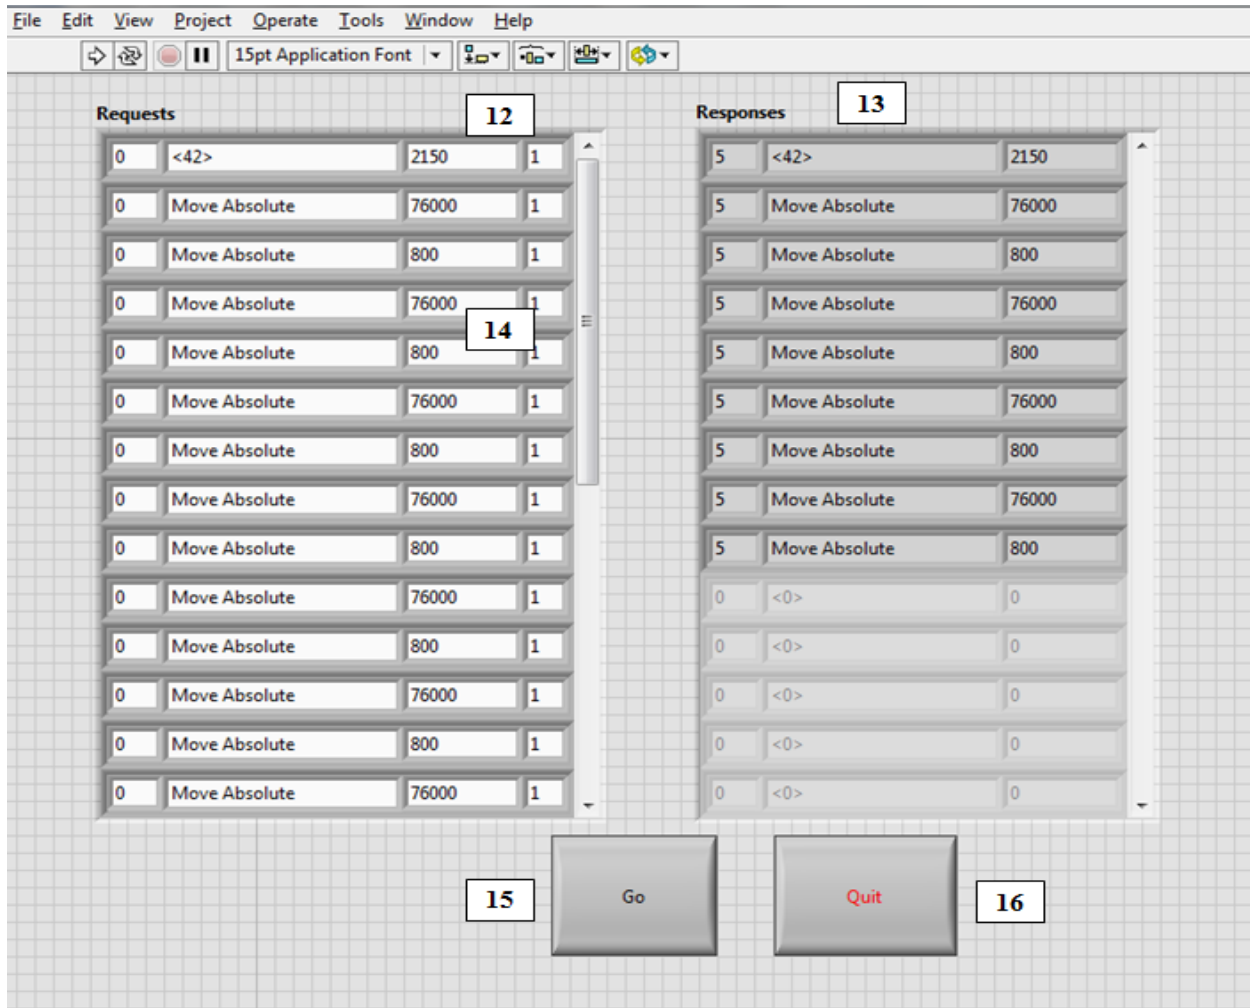 File Edit View Project Operate Tools Window Help
15pt Application Font
Requests 12 Responses 13
0 <42> 2150 1 5 <42> 2150
0 Move Absolute 76000 1 5 Move Absolute 76000
0 Move Absolute 800 1 5 Move Absolute 800
0 Move Absolute 76000 1 5 Move Absolute 76000
14
0 Move Absolute 800 1 5 Move Absolute 800
0 Move Absolute 76000 1 5 Move Absolute 76000
0 Move Absolute 800 1 5 Move Absolute 800
0 Move Absolute 76000 1 5 Move Absolute 76000
0 Move Absolute 800 1 5 Move Absolute 800
0 Move Absolute 76000 1 0 <0> 0
0 Move Absolute 800 1 0 <0> 0
0 Move Absolute 76000 1 0 <0> 0
0 Move Absolute 800 1 0 <0> 0
0 Move Absolute 76000 1 0 <0> 0
15 Go Quit 16